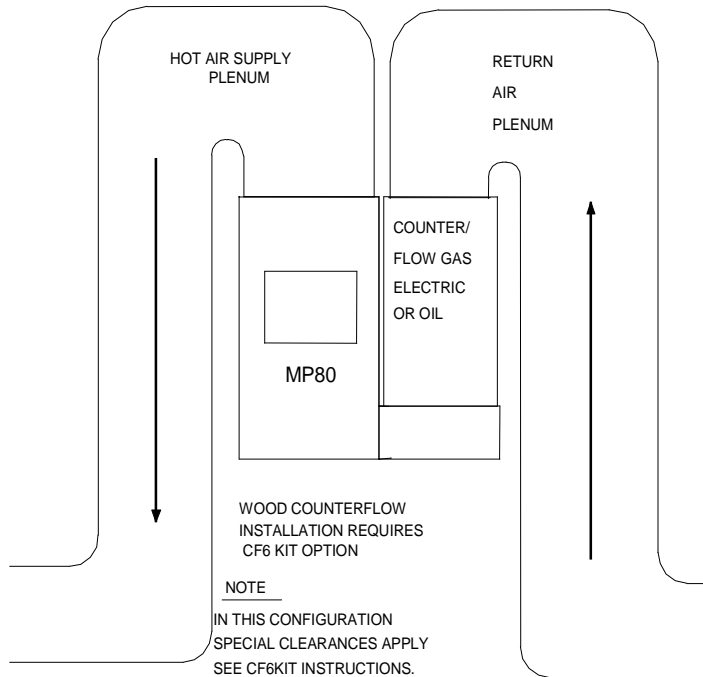 HOT AIR SUPPLY
PLENUM
RETURN
AIR
PLENUM
COUNTER/
FLOW GAS
ELECTRIC
OR OIL
MP80
WOOD COUNTERFLOW
INSTALLATION REQUIRES
CF6 KIT OPTION
NOTE
IN THIS CONFIGURATION
SPECIAL CLEARANCES APPLY
SEE CF6KIT INSTRUCTIONS.